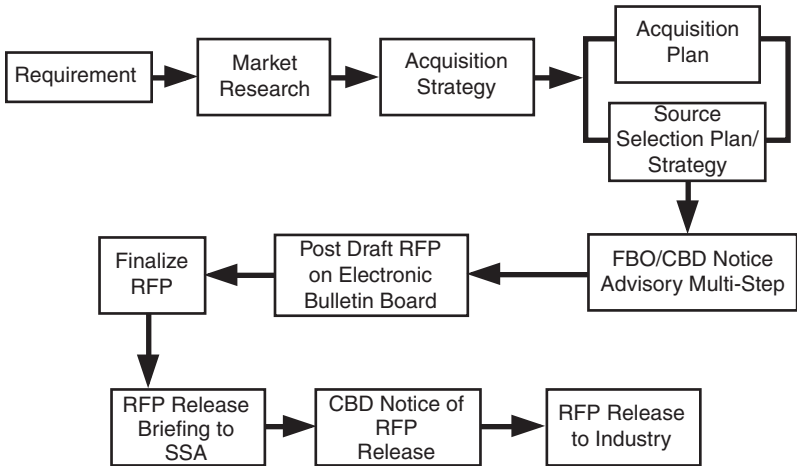 Requirement
Market
Research
Acquisition
Strategy
Acquisition
Plan
Source
Selection Plan/
Strategy
FBO/CBD Notice
Advisory Multi-Step
Post Draft RFP
on Electronic
Bulletin Board
Finalize
RFP
RFP Release
Briefing to
SSA
CBD Notice of
RFP
Release
RFP Release
to Industry